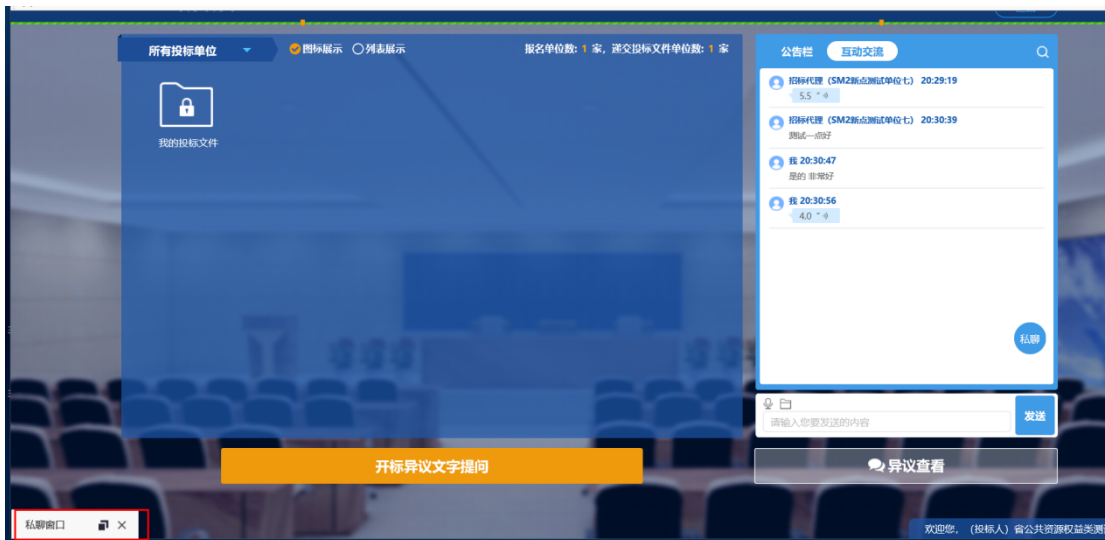 所有投标单位
图标展示 列表展示
报名单位数: 1 家, 递交投标文件单位数: 1 家
我的投标文件
公告栏 互动交流
招标代理（SM2新点测试单位七） 20:29:19
5.5 "
招标代理（SM2新点测试单位七） 20:30:39
测试一点好
我 20:30:47
是的 非常好
我 20:30:56
4.0 "
私聊
请输入您要发送的内容
发送
开标异议文字提问
异议查看
私聊窗口
欢迎您,（投标人）省公共资源权益类测